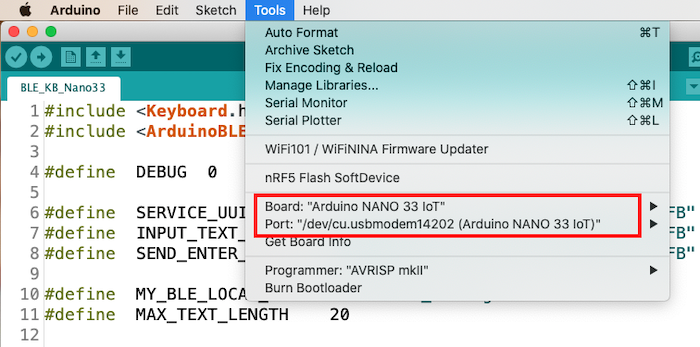 Arduino File Edit Sketch Tools Help
Auto Format ⌘T
Archive Sketch
Fix Encoding & Reload
Manage Libraries... ⇧⌘I
Serial Monitor ⇧⌘M
Serial Plotter ⇧⌘L
WiFi101 / WiFiNINA Firmware Updater
nRF5 Flash SoftDevice
Board: "Arduino NANO 33 IoT"
Port: "/dev/cu.usbmodem14202 (Arduino NANO 33 IoT)"
Get Board Info
Programmer: "AVRISP mkII"
Burn Bootloader
BLE_KB_Nano33
1 #include <Keyboard.h
2 #include <ArduinoBLE
3
4 #define DEBUG 0
5
6 #define SERVICE_UUI FB"
7 #define INPUT_TEXT_ FB"
8 #define SEND_ENTER_ FB"
9
10 #define MY_BLE_LOCAL_
11 #define MAX_TEXT_LENGTH 20
12